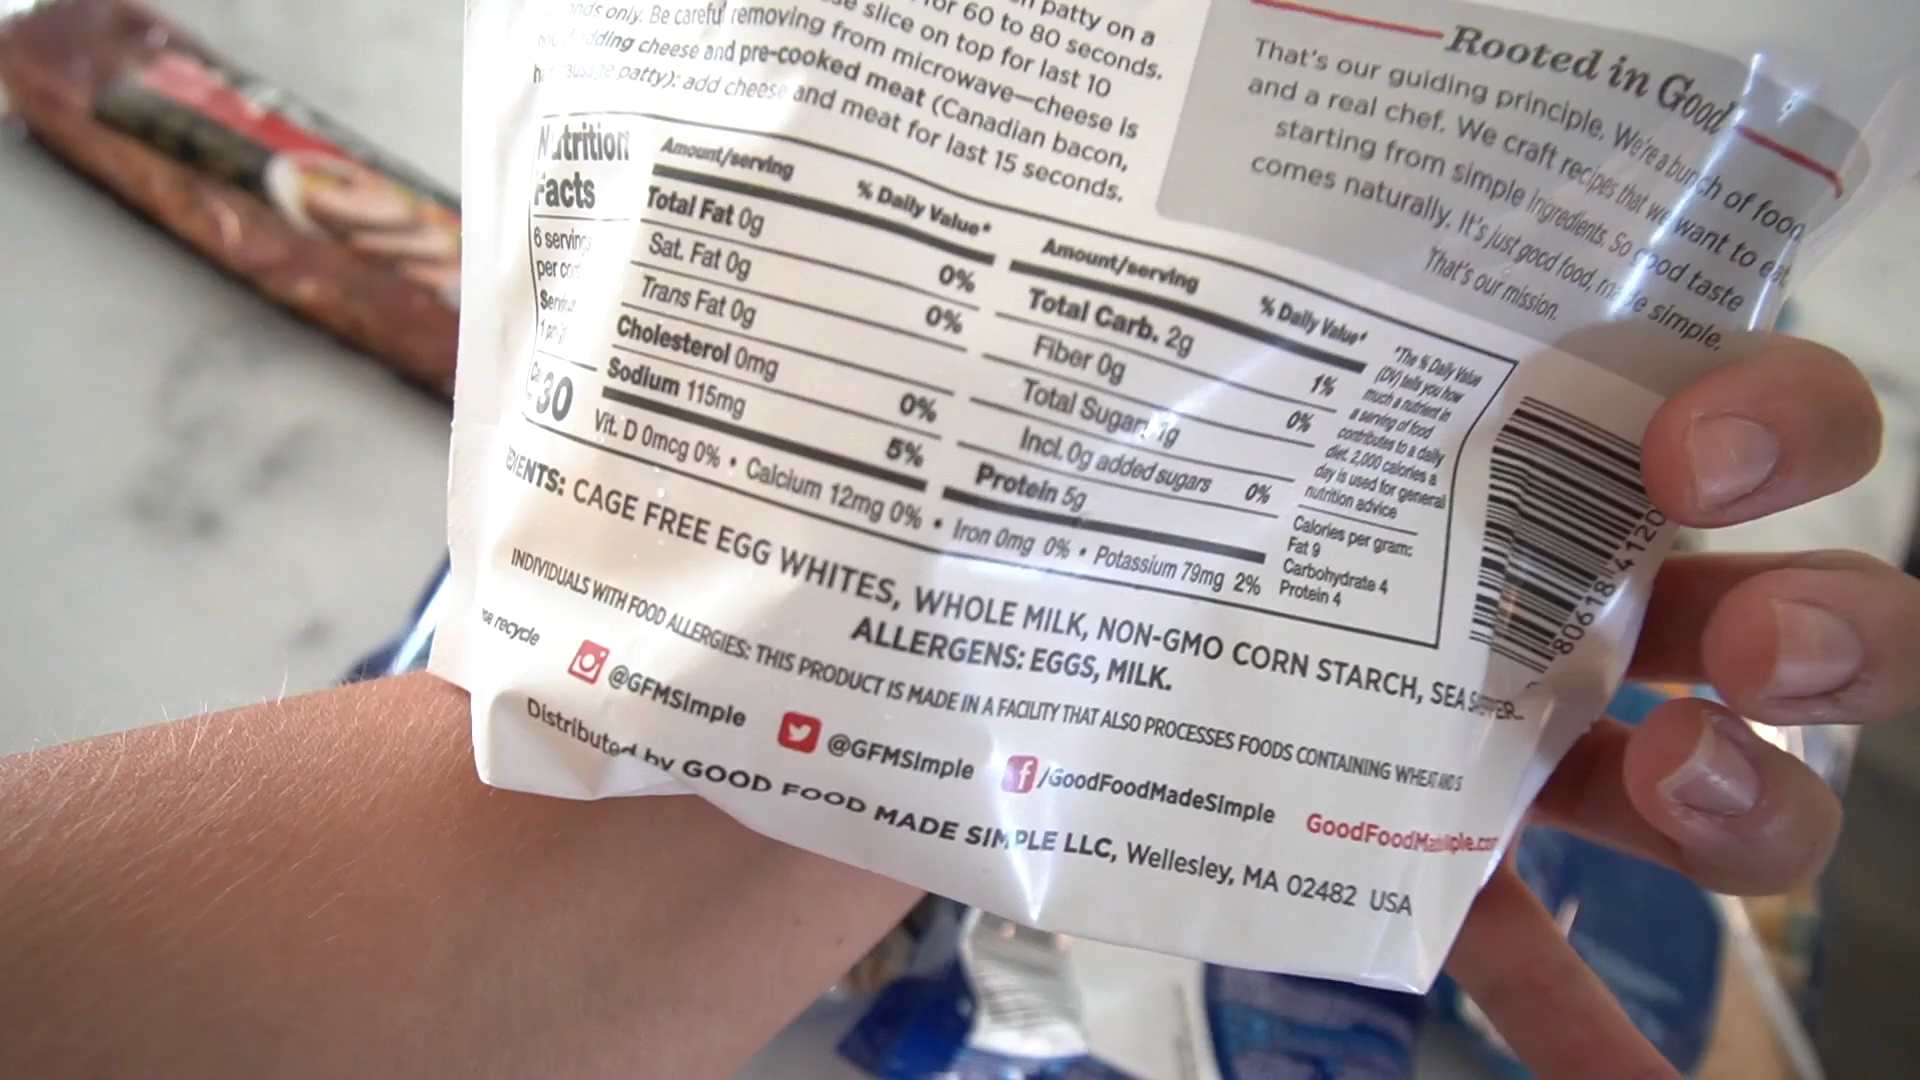 patty on a
for 60 to 80 seconds.
slice on top for last 10
only. Be careful removing from microwave—cheese is
adding cheese and pre-cooked meat (Canadian bacon,
patty): add cheese and meat for last 15 seconds.
Rooted in Good
That's our guiding principle. We're a bunch of food
and a real chef. We craft recipes that we want to eat
starting from simple ingredients. So good taste
comes naturally. It's just good food, made simple.
That's our mission.
Nutrition
Facts
6 servings
per
1
30
Amount/serving % Daily Value*
Total Fat 0g 0%
Sat. Fat 0g 0%
Trans Fat 0g
Cholesterol 0mg 0%
Sodium 115mg 5%
Amount/serving % Daily Value*
Total Carb. 2g 1%
Fiber 0g 0%
Total Sugar 1g
Incl. 0g added sugars 0%
Protein 5g
Vit. D 0mcg 0% • Calcium 12mg 0% • Iron 0mg 0% • Potassium 79mg 2%
*The % Daily Value
(DV) tells you how
much a nutrient in
a serving of food
contributes to a daily
diet. 2,000 calories a
day is used for general
nutrition advice
Calories per gram:
Fat 9
Carbohydrate 4
Protein 4
CAGE FREE EGG WHITES, WHOLE MILK, NON-GMO CORN STARCH, SEA
ALLERGENS: EGGS, MILK.
INDIVIDUALS WITH FOOD ALLERGIES: THIS PRODUCT IS MADE IN A FACILITY THAT ALSO PROCESSES FOODS CONTAINING WHEAT AND
recycle
@GFMSimple @GFMSimple /GoodFoodMadeSimple
Distributed by GOOD FOOD MADE SIMPLE LLC, Wellesley, MA 02482 USA
80618 4120